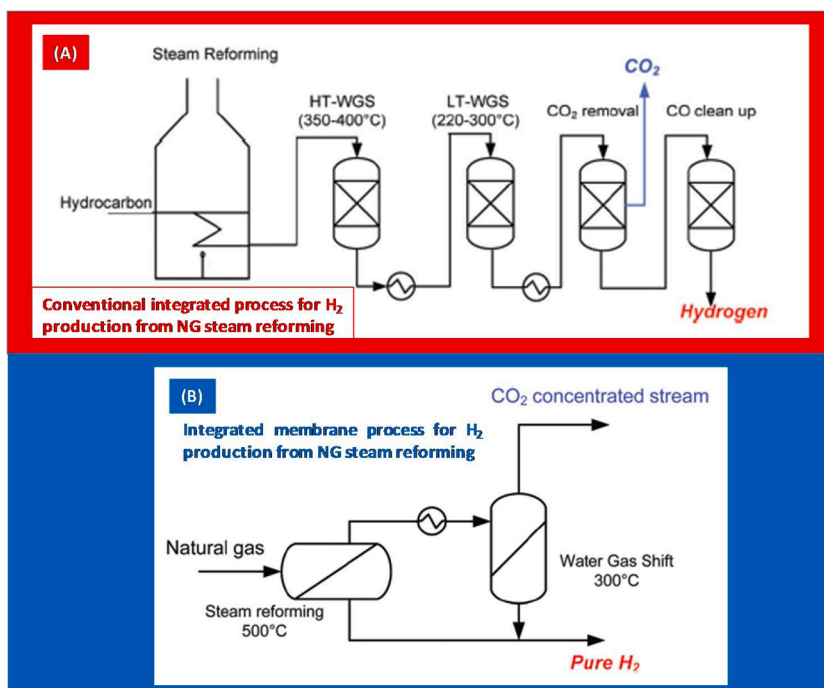 (A)
Steam Reforming
HT-WGS
(350-400°C)
LT-WGS
(220-300°C)
CO₂
CO₂ removal
CO clean up
Hydrocarbon
Conventional integrated process for H₂
production from NG steam reforming
Hydrogen
(B)
Integrated membrane process for H₂
production from NG steam reforming
CO₂ concentrated stream
Natural gas
Steam reforming
500°C
Water Gas Shift
300°C
Pure H₂